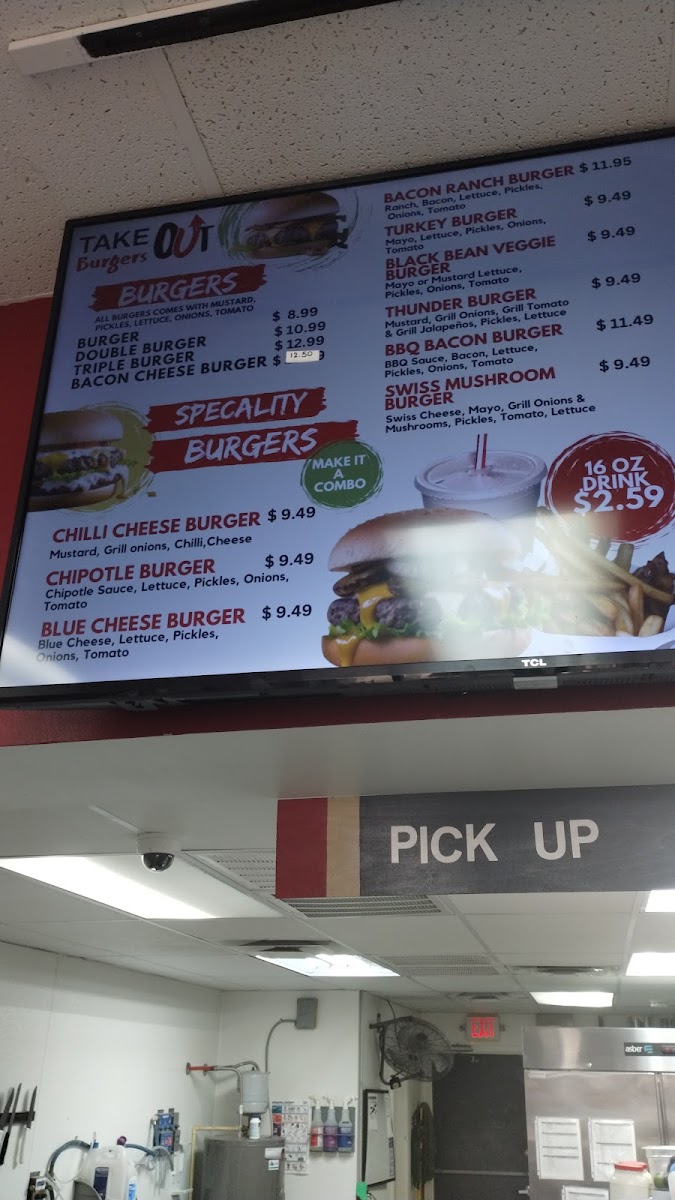 TAKE OUT
Burgers
BURGERS
ALL BURGERS COMES WITH MUSTARD,
PICKLES, LETTUCE, ONIONS, TOMATO
BURGER $ 8.99
DOUBLE BURGER $ 10.99
TRIPLE BURGER $ 12.99
BACON CHEESE BURGER $ 12.50
SPECALITY
BURGERS
MAKE IT
A
COMBO
CHILLI CHEESE BURGER $ 9.49
Mustard, Grill onions, Chilli,Cheese
CHIPOTLE BURGER $ 9.49
Chipotle Sauce, Lettuce, Pickles, Onions,
Tomato
BLUE CHEESE BURGER $ 9.49
Blue Cheese, Lettuce, Pickles,
Onions, Tomato
BACON RANCH BURGER $ 11.95
Ranch, Bacon, Lettuce, Pickles,
Onions, Tomato
TURKEY BURGER $ 9.49
Mayo, Lettuce, Pickles, Onions,
Tomato
BLACK BEAN VEGGIE $ 9.49
BURGER
Mayo or Mustard Lettuce,
Pickles, Onions, Tomato
THUNDER BURGER $ 9.49
Mustard, Grill Onions, Grill Tomato
& Grill Jalapeños, Pickles, Lettuce
BBQ BACON BURGER $ 11.49
BBQ Sauce, Bacon, Lettuce,
Pickles, Onions, Tomato
SWISS MUSHROOM $ 9.49
BURGER
Swiss Cheese, Mayo, Grill Onions &
Mushrooms, Pickles, Tomato, Lettuce
16 OZ
DRINK
$2.59
TCL
PICK UP
EXIT
asber